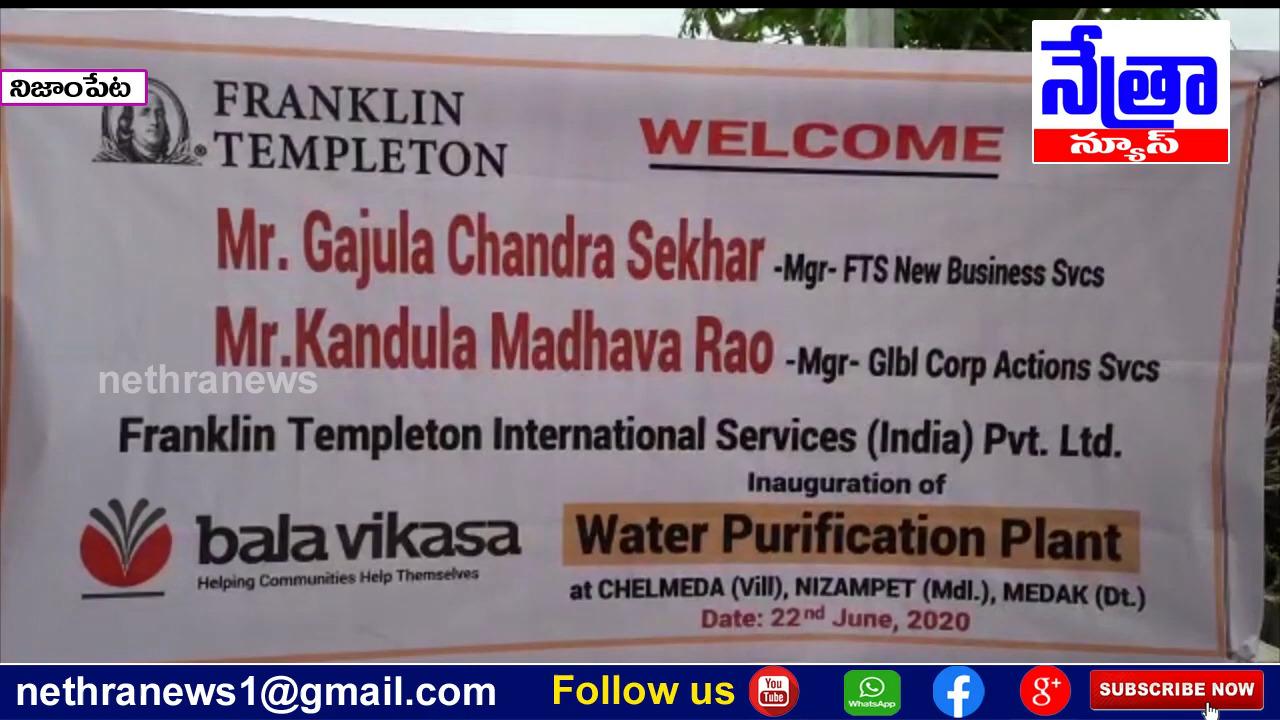 నేత్రా
న్యూస్
నిజాంపేట
FRANKLIN
TEMPLETON
WELCOME
Mr. Gajula Chandra Sekhar -Mgr- FTS New Business Svcs
Mr.Kandula Madhava Rao -Mgr- Glbl Corp Actions Svcs
nethranews
Franklin Templeton International Services (India) Pvt. Ltd.
Inauguration of
bala vikasa
Helping Communities Help Themselves
Water Purification Plant
at CHELMEDA (Vill), NIZAMPET (Mdl.), MEDAK (Dt.)
Date: 22nd June, 2020
nethranews1@gmail.com Follow us You Tube WhatsApp f g+ SUBSCRIBE NOW